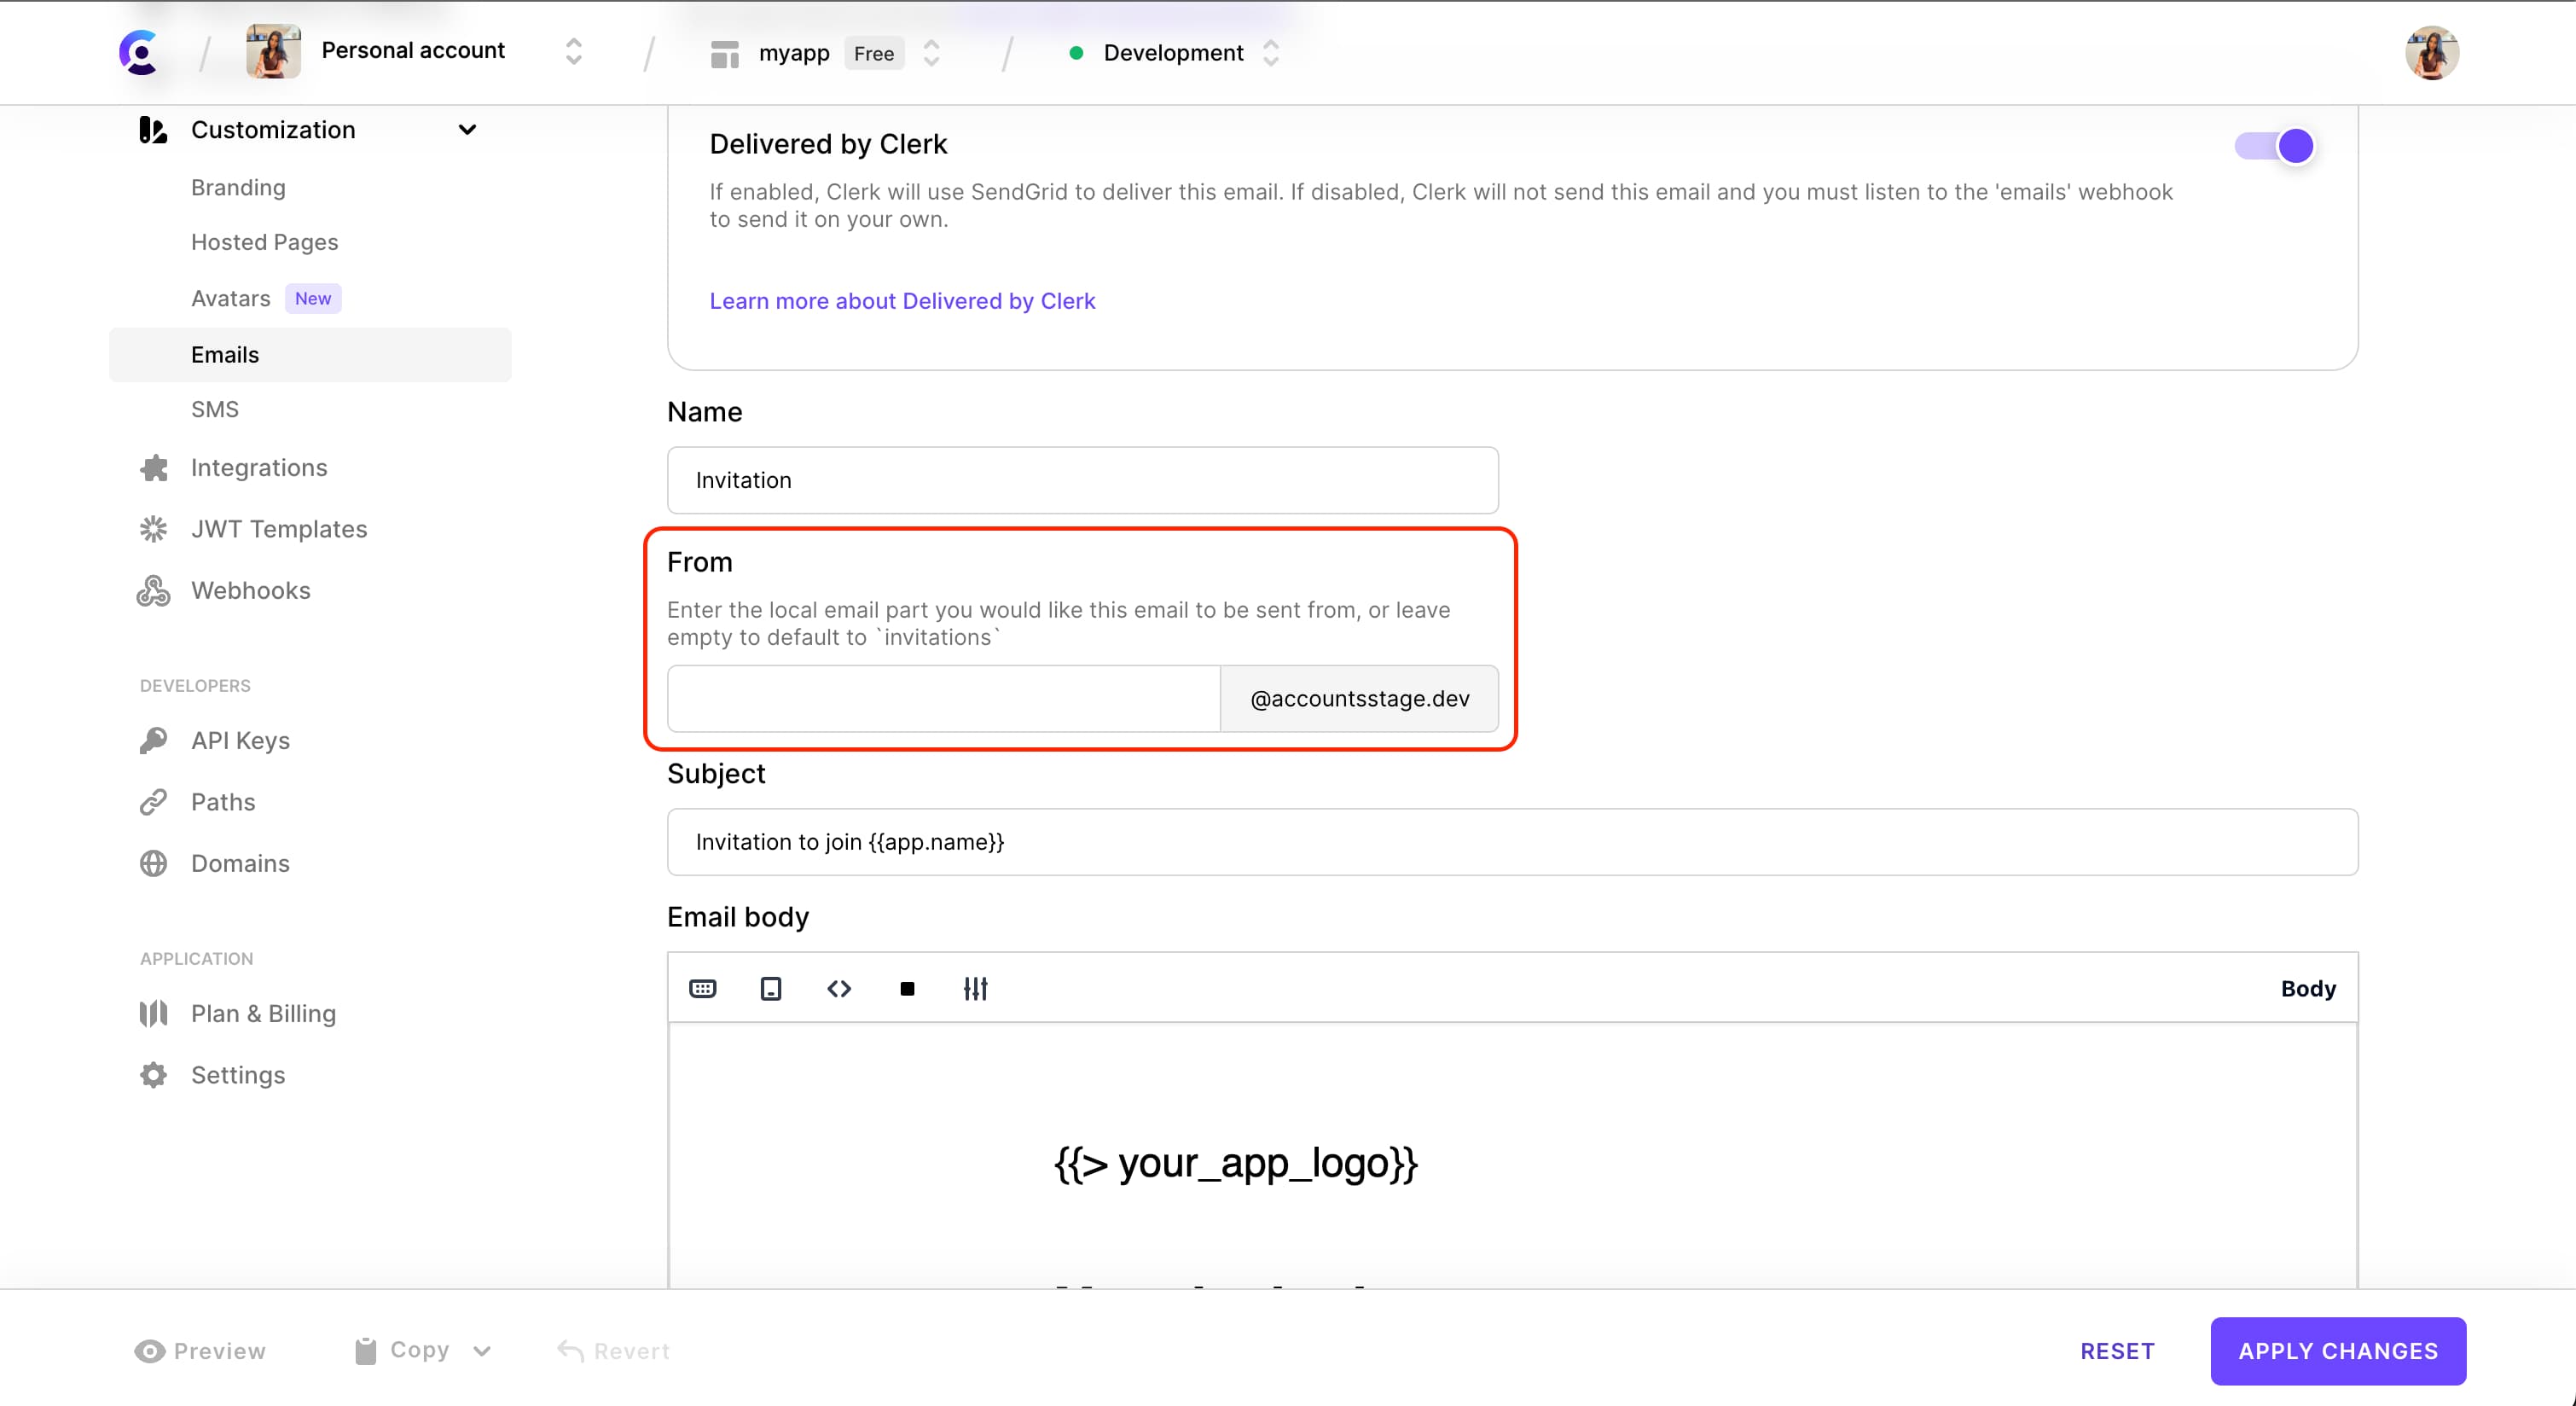 Personal account
myapp Free
Development
Customization
Branding
Hosted Pages
Avatars New
Emails
SMS
Integrations
JWT Templates
Webhooks
DEVELOPERS
API Keys
Paths
Domains
APPLICATION
Plan & Billing
Settings
Delivered by Clerk
If enabled, Clerk will use SendGrid to deliver this email. If disabled, Clerk will not send this email and you must listen to the 'emails' webhook
to send it on your own.
Learn more about Delivered by Clerk
Name
Invitation
From
Enter the local email part you would like this email to be sent from, or leave
empty to default to `invitations`
@accountsstage.dev
Subject
Invitation to join {{app.name}}
Email body
Body
{{> your_app_logo}}
Preview
Copy
Revert
RESET
APPLY CHANGES